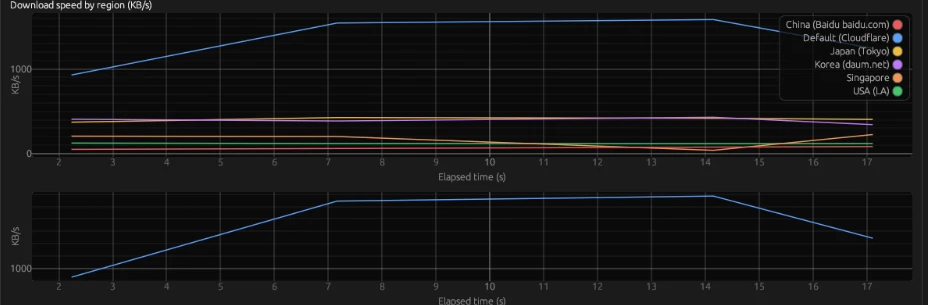 Download speed by region (KB/s)
China (Baidu baidu.com)
Default (Cloudflare)
Japan (Tokyo)
Korea (daum.net)
Singapore
USA (LA)
1000
KB/s
0
2 3 4 5 6 7 8 9 10 11 12 13 14 15 16 17
Elapsed time (s)
KB/s
1000
2 3 4 5 6 7 8 9 10 11 12 13 14 15 16 17
Elapsed time (s)